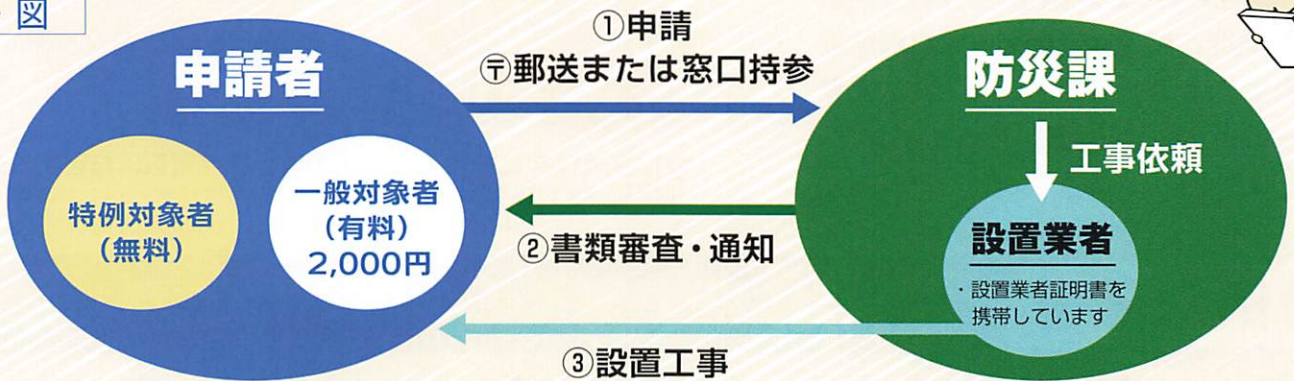 図
①申請
〒郵送または窓口持参
申請者
特例対象者
(無料)
一般対象者
(有料)
2,000円
②書類審査・通知
③設置工事
防災課
工事依頼
設置業者
・設置業者証明書を
携帯しています